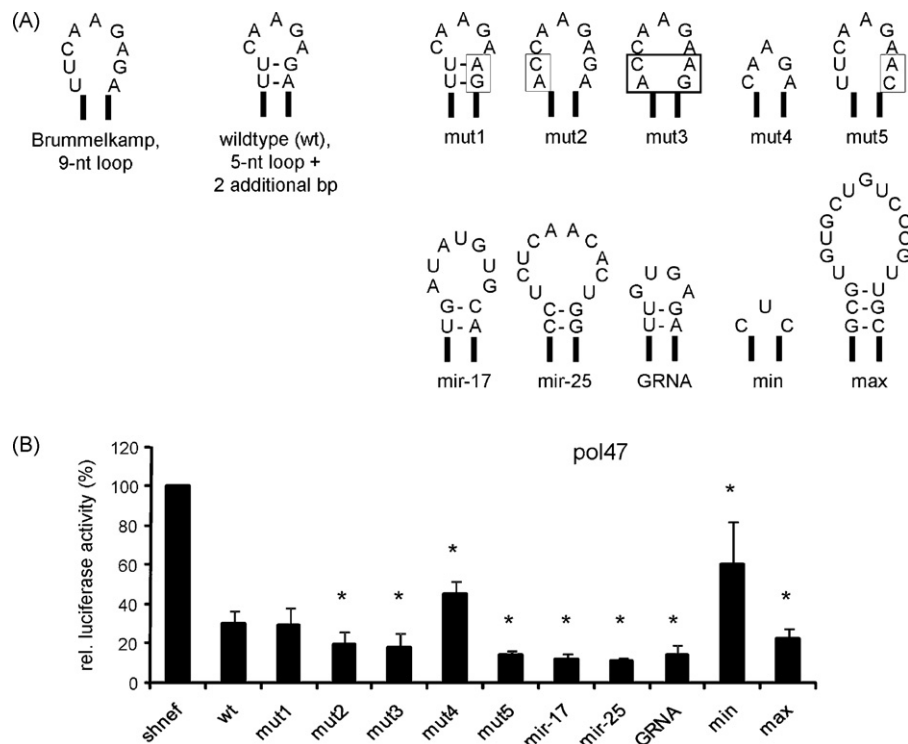 (A)
U U C A A G A G A
Brummelkamp,
9-nt loop
U U C A A G A G A
wildtype (wt),
5-nt loop +
2 additional bp
U U C A A G A A G
mut1
A C C A A G A G A
mut2
A C C A A G A A G
mut3
C A A G A
mut4
U U C A A G A A C
mut5
U G A U A U G U G C A
mir-17
C C U C U C A A C A C U G G
mir-25
U U G U G A G A
GRNA
C U C
min
G C G U G U G C U G U C C C G U U G C
max
(B)
pol47
rel. luciferase activity (%)
120
100
80
60
40
20
0
* * * * * * * * *
shnef wt mut1 mut2 mut3 mut4 mut5 mir-17 mir-25 GRNA min max